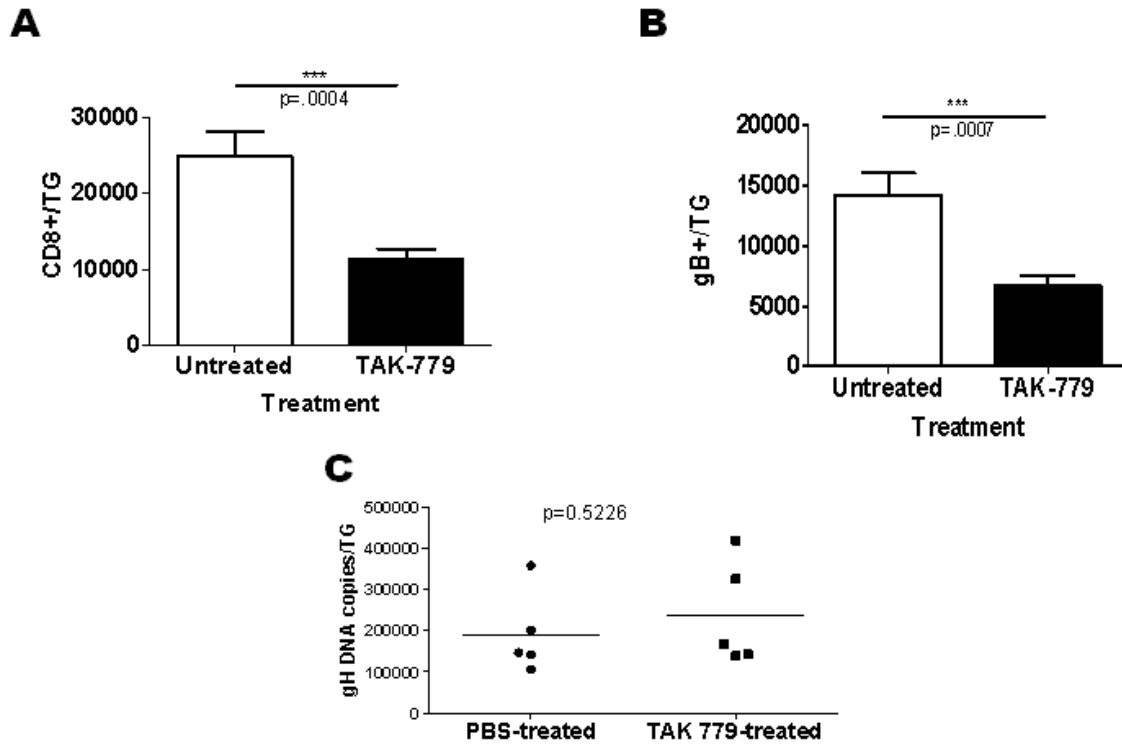 A
***
p=.0004
30000
20000
10000
0
CD8+/TG
Untreated TAK-779
Treatment
B
***
p=.0007
20000
15000
10000
5000
0
gB+/TG
Untreated TAK-779
Treatment
C
p=0.5226
500000
400000
300000
200000
100000
0
gH DNA copies/TG
PBS-treated TAK 779-treated